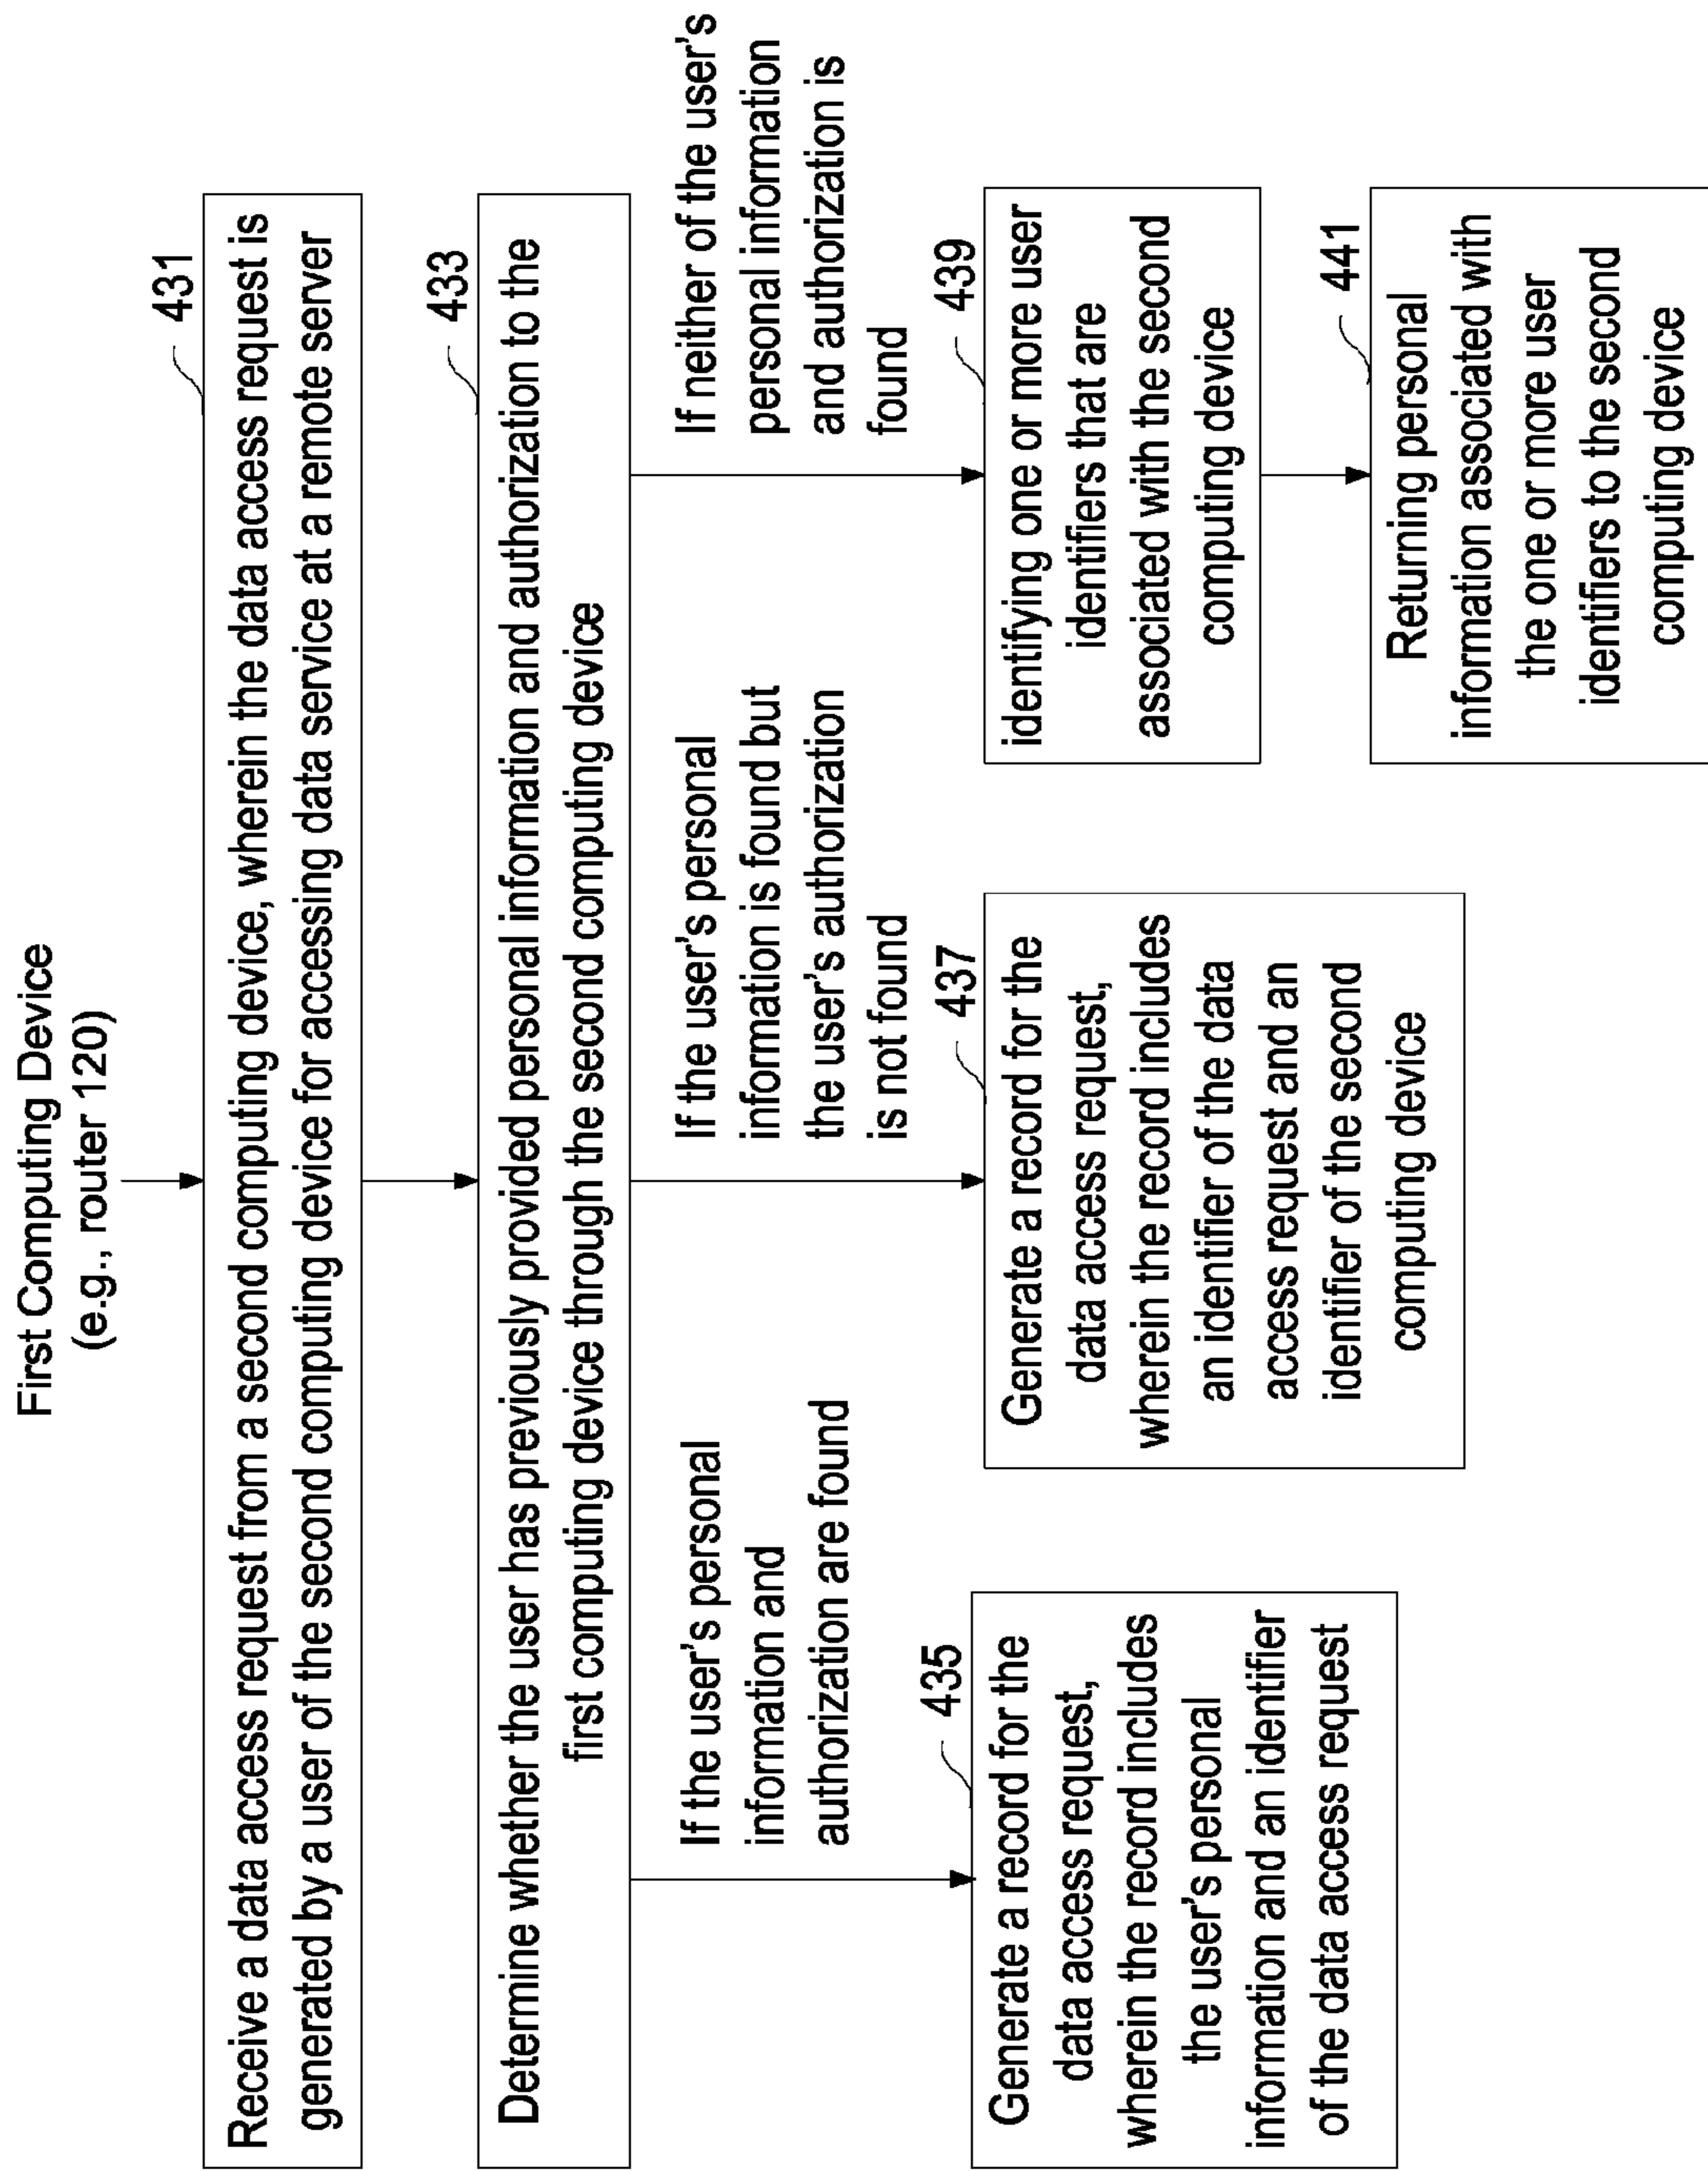 First Computing Device
(e.g., router 120)
431
Receive a data access request from a second computing device, wherein the data access request is
generated by a user of the second computing device for accessing data service at a remote server
433
Determine whether the user has previously provided personal information and authorization to the
first computing device through the second computing device
If the user's personal
information and
authorization are found
435
Generate a record for the
data access request,
wherein the record includes
the user's personal
information and an identifier
of the data access request
If the user's personal
information is found but
the user's authorization
is not found
437
Generate a record for the
data access request,
wherein the record includes
an identifier of the data
access request and an
identifier of the second
computing device
If neither of the user's
personal information
and authorization is
found
439
identifying one or more user
identifiers that are
associated with the second
computing device
441
Returning personal
information associated with
the one or more user
identifiers to the second
computing device